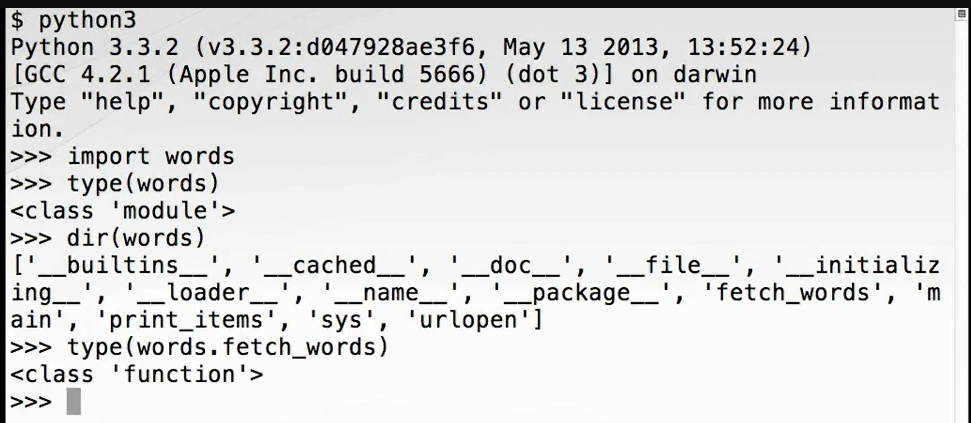 $ python3
Python 3.3.2 (v3.3.2:d047928ae3f6, May 13 2013, 13:52:24)
[GCC 4.2.1 (Apple Inc. build 5666) (dot 3)] on darwin
Type "help", "copyright", "credits" or "license" for more informat
ion.
>>> import words
>>> type(words)
<class 'module'>
>>> dir(words)
['__builtins__', '__cached__', '__doc__', '__file__', '__initializ
ing__', '__loader__', '__name__', '__package__', 'fetch_words', 'm
ain', 'print_items', 'sys', 'urlopen']
>>> type(words.fetch_words)
<class 'function'>
>>>